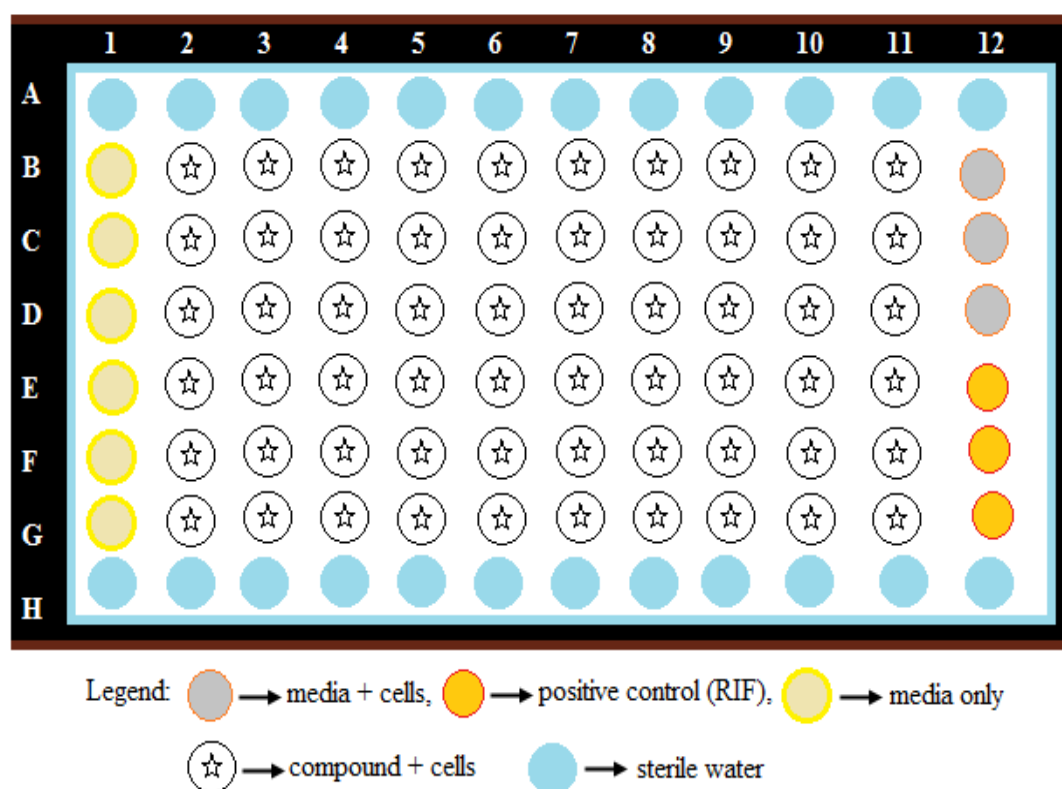 1 2 3 4 5 6 7 8 9 10 11 12
A
B
C
D
E
F
G
H
Legend: media + cells, positive control (RIF), media only
compound + cells sterile water